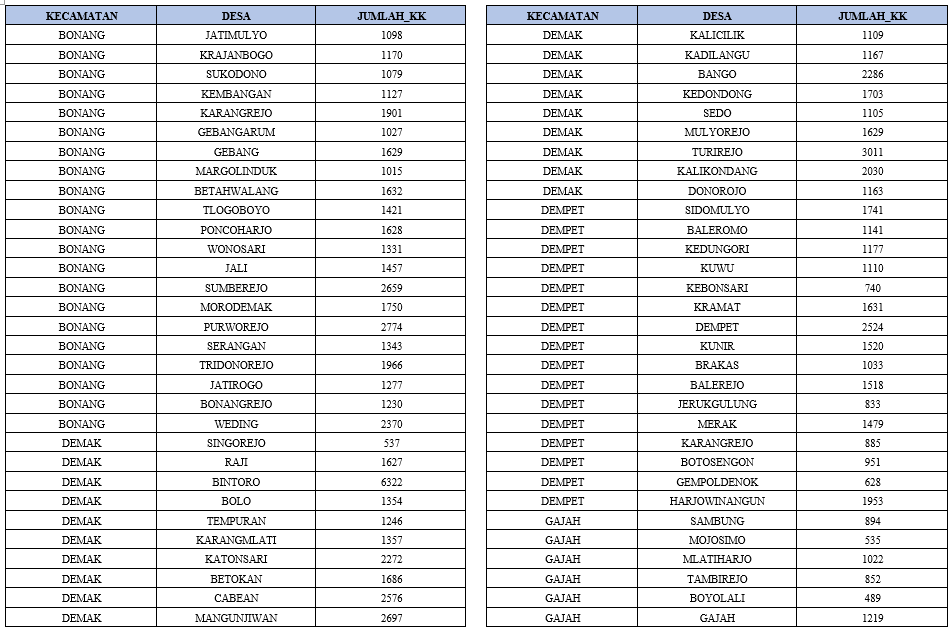 KECAMATAN DESA JUMLAH_KK
BONANG JATIMULYO 1098
BONANG KRAJANBOGO 1170
BONANG SUKODONO 1079
BONANG KEMBANGAN 1127
BONANG KARANGREJO 1901
BONANG GEBANGARUM 1027
BONANG GEBANG 1629
BONANG MARGOLINDUK 1015
BONANG BETAHWALANG 1632
BONANG TLOGOBOYO 1421
BONANG PONCOHARJO 1628
BONANG WONOSARI 1331
BONANG JALI 1457
BONANG SUMBEREJO 2659
BONANG MORODEMAK 1750
BONANG PURWOREJO 2774
BONANG SERANGAN 1343
BONANG TRIDONOREJO 1966
BONANG JATIROGO 1277
BONANG BONANGREJO 1230
BONANG WEDING 2370
DEMAK SINGOREJO 537
DEMAK RAJI 1627
DEMAK BINTORO 6322
DEMAK BOLO 1354
DEMAK TEMPURAN 1246
DEMAK KARANGMLATI 1357
DEMAK KATONSARI 2272
DEMAK BETOKAN 1686
DEMAK CABEAN 2576
DEMAK MANGUNJIWAN 2697
KECAMATAN DESA JUMLAH_KK
DEMAK KALICILIK 1109
DEMAK KADILANGU 1167
DEMAK BANGO 2286
DEMAK KEDONDONG 1703
DEMAK SEDO 1105
DEMAK MULYOREJO 1629
DEMAK TURIREJO 3011
DEMAK KALIKONDANG 2030
DEMAK DONOROJO 1163
DEMPET SIDOMULYO 1741
DEMPET BALEROMO 1141
DEMPET KEDUNGORI 1177
DEMPET KUWU 1110
DEMPET KEBONSARI 740
DEMPET KRAMAT 1631
DEMPET DEMPET 2524
DEMPET KUNIR 1520
DEMPET BRAKAS 1033
DEMPET BALEREJO 1518
DEMPET JERUKGULUNG 833
DEMPET MERAK 1479
DEMPET KARANGREJO 885
DEMPET BOTOSENGON 951
DEMPET GEMPOLDENOK 628
DEMPET HARJOWINANGUN 1953
GAJAH SAMBUNG 894
GAJAH MOJOSIMO 535
GAJAH MLATIHARJO 1022
GAJAH TAMBIREJO 852
GAJAH BOYOLALI 489
GAJAH GAJAH 1219